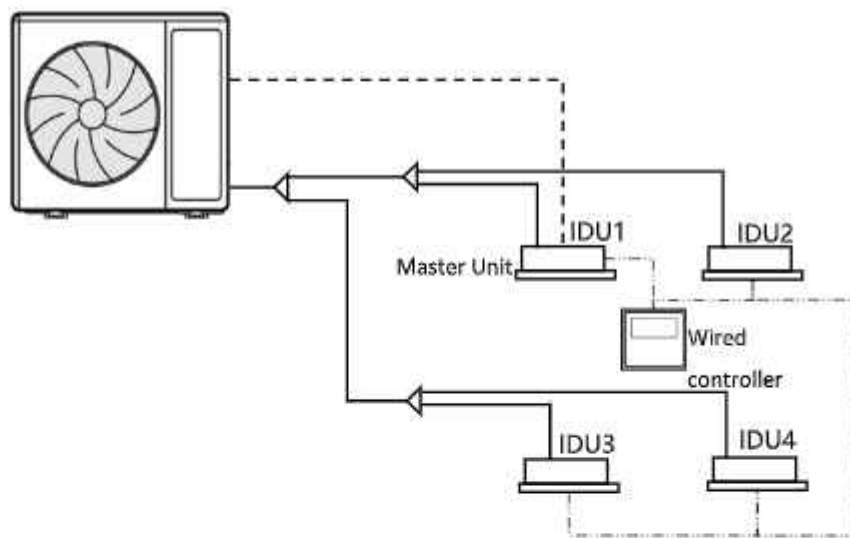 IDU1
IDU2
Master Unit
Wired
controller
IDU3
IDU4